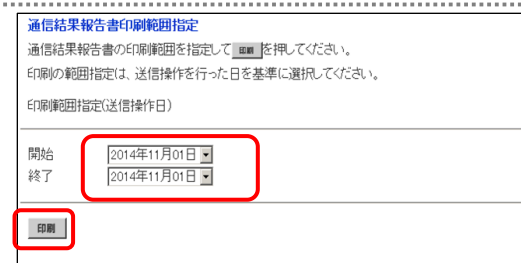 通信結果報告書印刷範囲指定
通信結果報告書の印刷範囲を指定して 印刷 を押してください。
印刷の範囲指定は、送信操作を行った日を基準に選択してください。
印刷範囲指定(送信操作日)
開始 2014年11月01日
終了 2014年11月01日
印刷